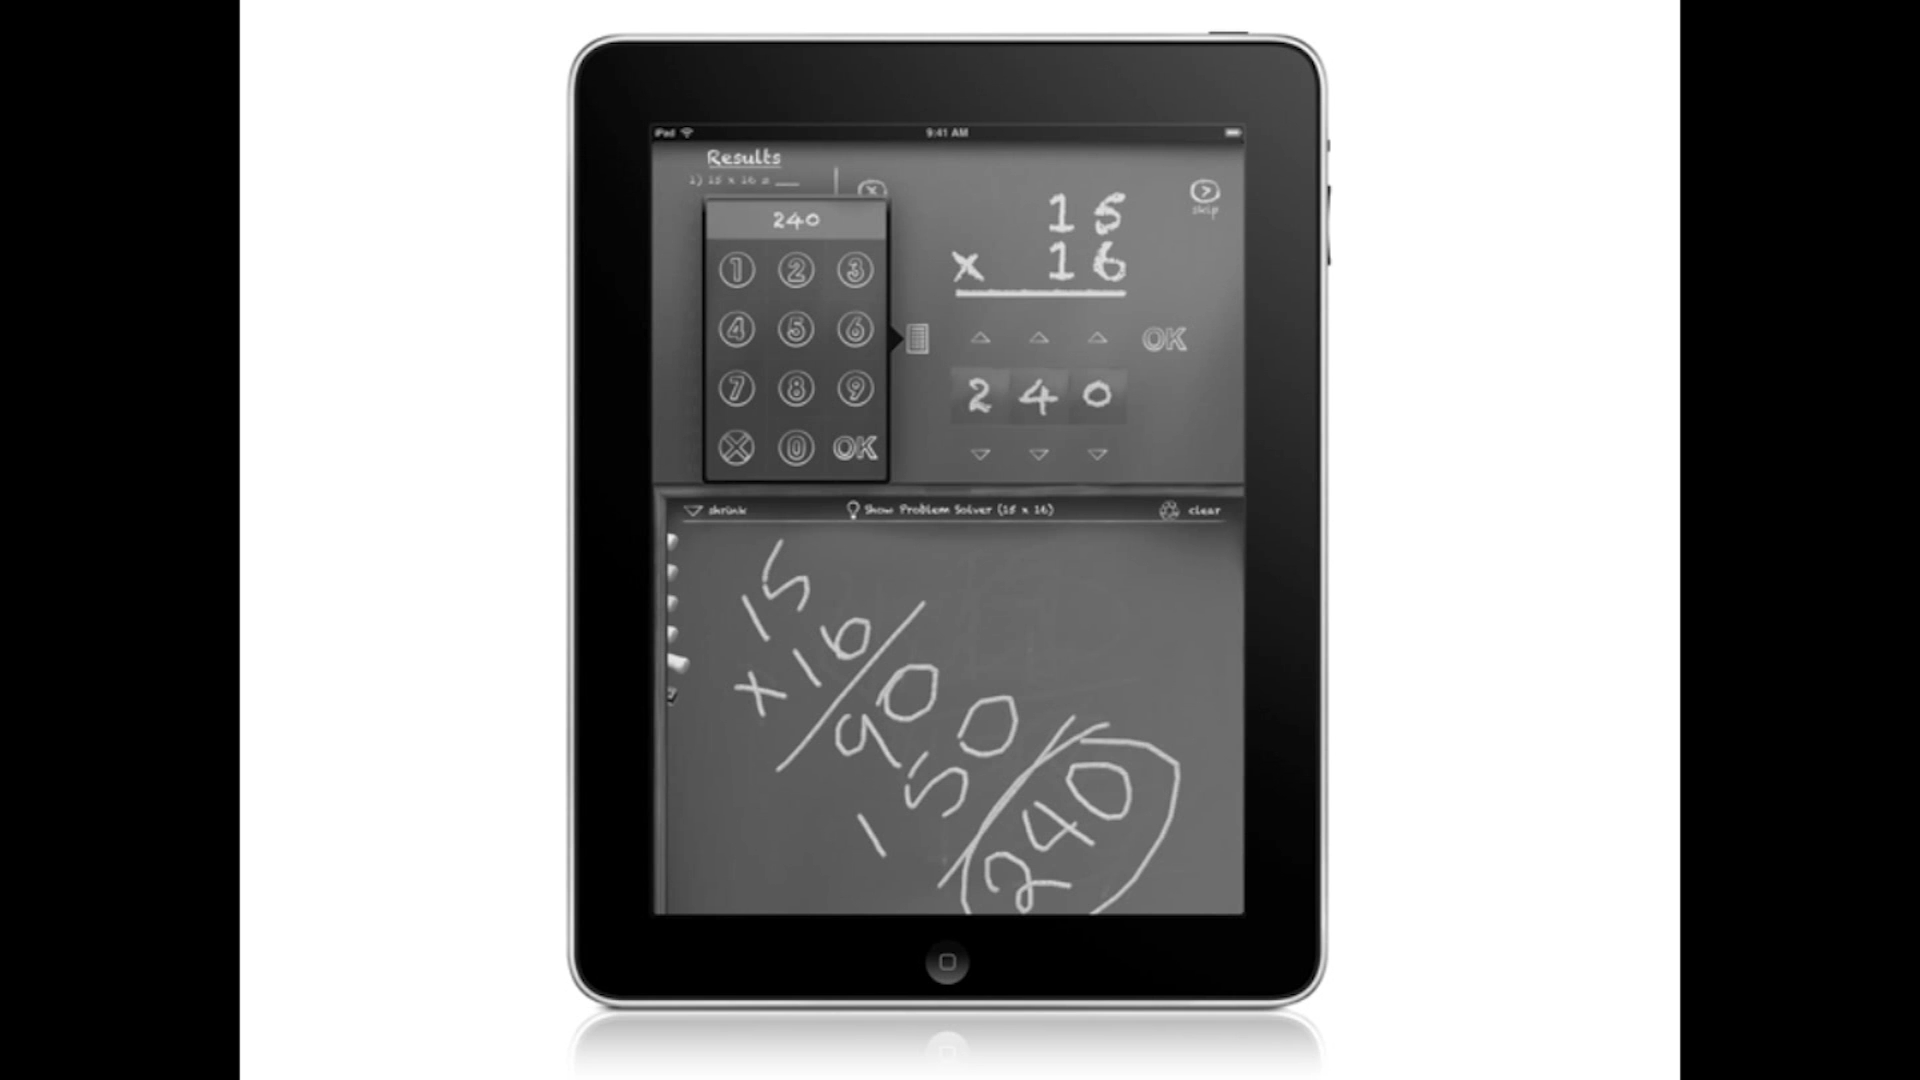 iPad 9:41 AM
Results
1) 15 x 16 = ___
240
1 2 3
4 5 6
7 8 9
X 0 OK
15
x 16
skip
OK
2 4 0
shrink
Show Problem Solver (15 x 16)
clear
15
x 16
90
150
240